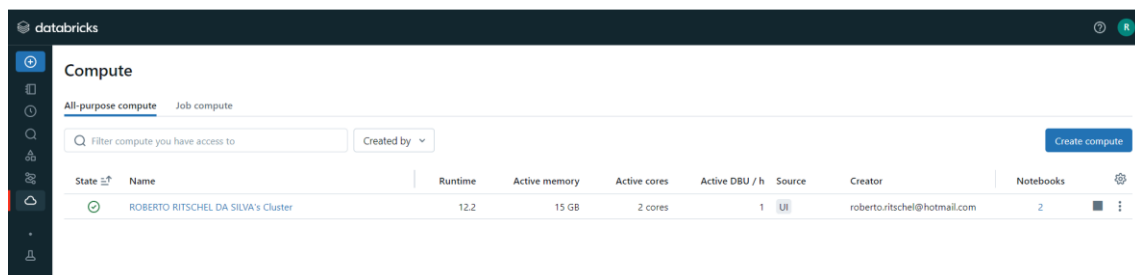 databricks
R
Compute
All-purpose compute Job compute
Filter compute you have access to Created by Create compute
State Name Runtime Active memory Active cores Active DBU / h Source Creator Notebooks
ROBERTO RITSCHEL DA SILVA's Cluster 12.2 15 GB 2 cores 1 UI roberto.ritschel@hotmail.com 2